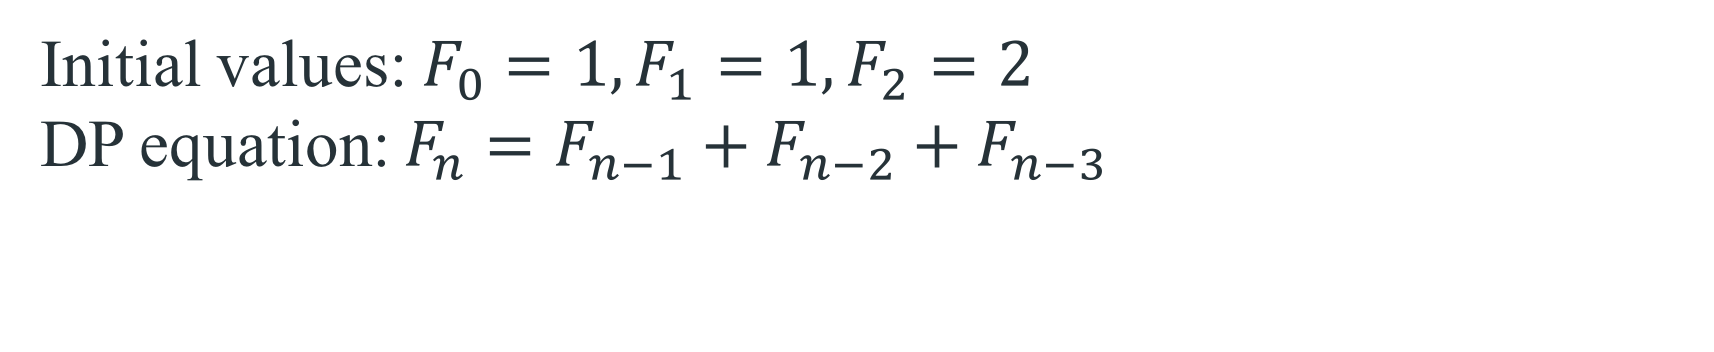 Initial values: 𝐹₀ = 1, 𝐹₁ = 1, 𝐹₂ = 2
DP equation: 𝐹ₙ = 𝐹ₙ₋₁ + 𝐹ₙ₋₂ + 𝐹ₙ₋₃